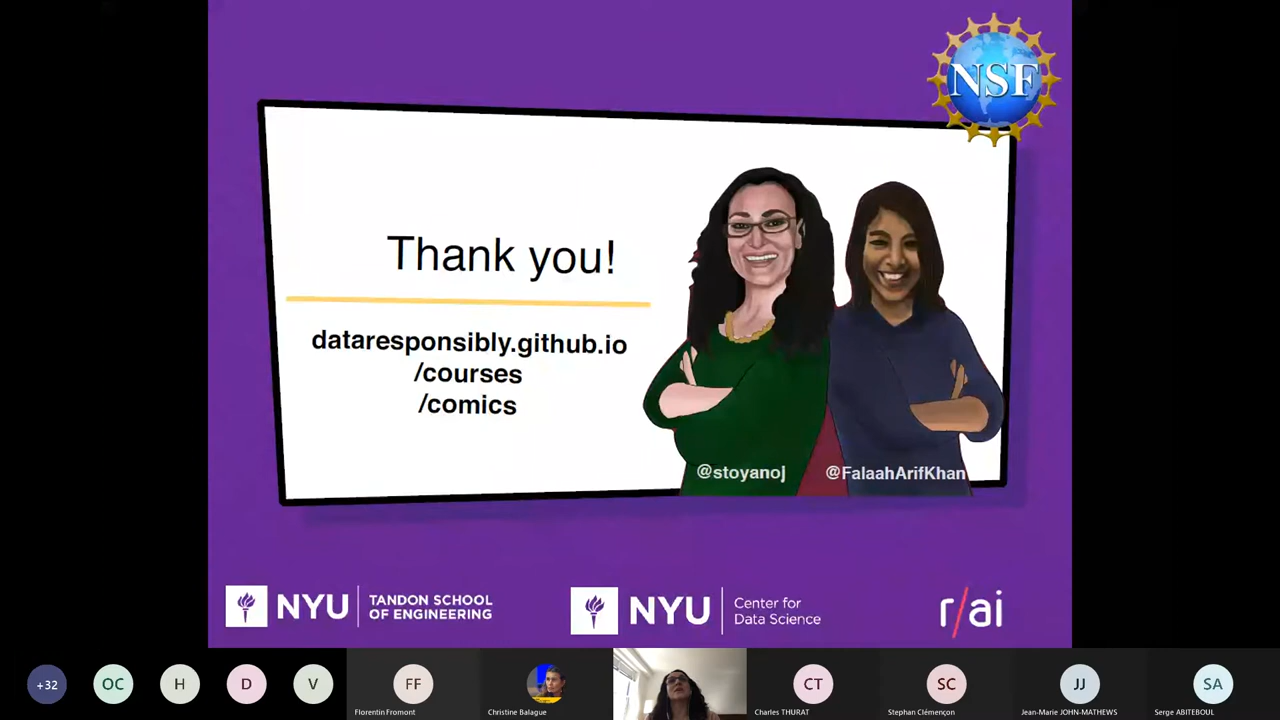 NSF
Thank you!
dataresponsibly.github.io
/courses
/comics
@stoyanoj
@FalaahArifKhan
NYU
TANDON SCHOOL
OF ENGINEERING
NYU
Center for
Data Science
r/ai
+32
OC
H
D
V
FF
Florentin Fromont
Christine Balague
CT
Charles THURAT
SC
Stephan Clémençon
JJ
Jean-Marie JOHN-MATHEWS
SA
Serge ABITEBOUL